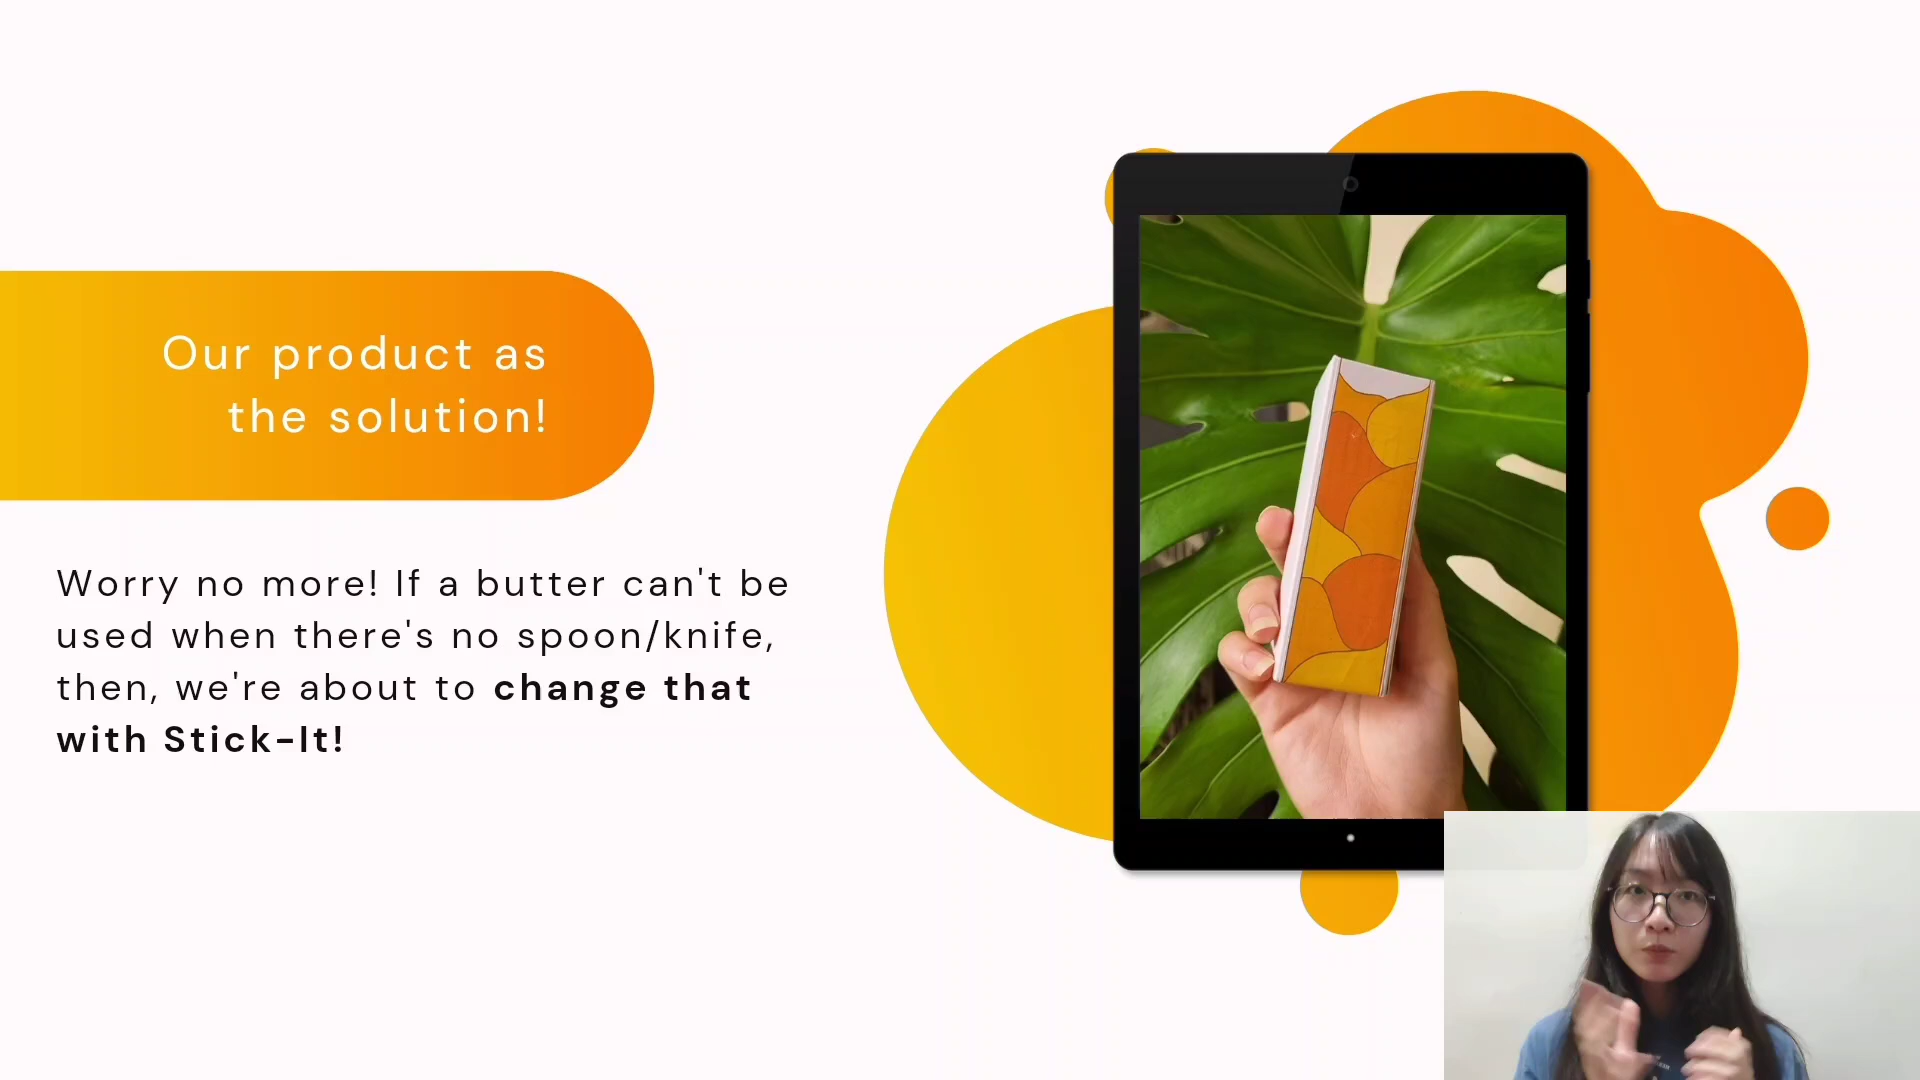 Our product as
the solution!
Worry no more! If a butter can't be
used when there's no spoon/knife,
then, we're about to change that
with Stick-It!